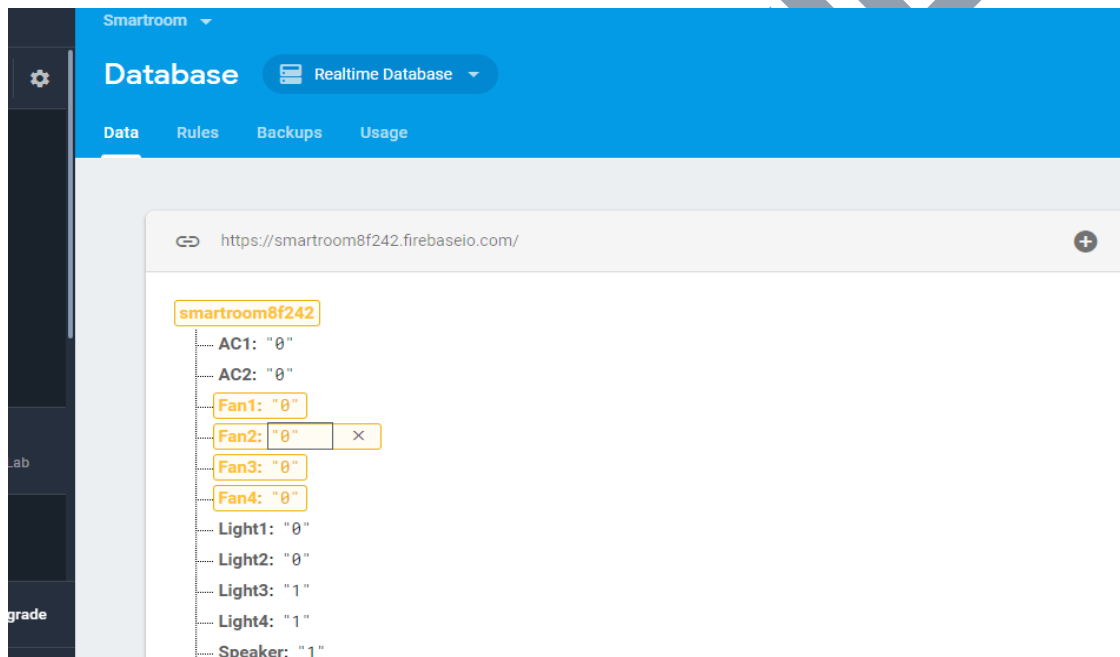 Smartroom
Database Realtime Database
Data Rules Backups Usage
https://smartroom8f242.firebaseio.com/
smartroom8f242
AC1: "0"
AC2: "0"
Fan1: "0"
Fan2: "0"
Fan3: "0"
Lab
Fan4: "0"
Light1: "0"
Light2: "0"
Light3: "1"
grade
Light4: "1"
Speaker: "1"